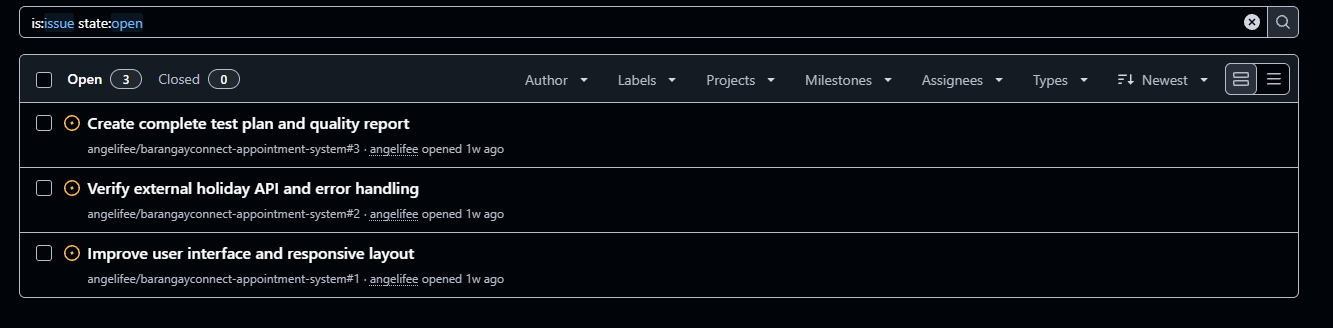 is:issue state:open
Open 3 Closed 0 Author Labels Projects Milestones Assignees Types Newest
Create complete test plan and quality report
angelifee/barangayconnect-appointment-system#3 · angelifee opened 1w ago
Verify external holiday API and error handling
angelifee/barangayconnect-appointment-system#2 · angelifee opened 1w ago
Improve user interface and responsive layout
angelifee/barangayconnect-appointment-system#1 · angelifee opened 1w ago